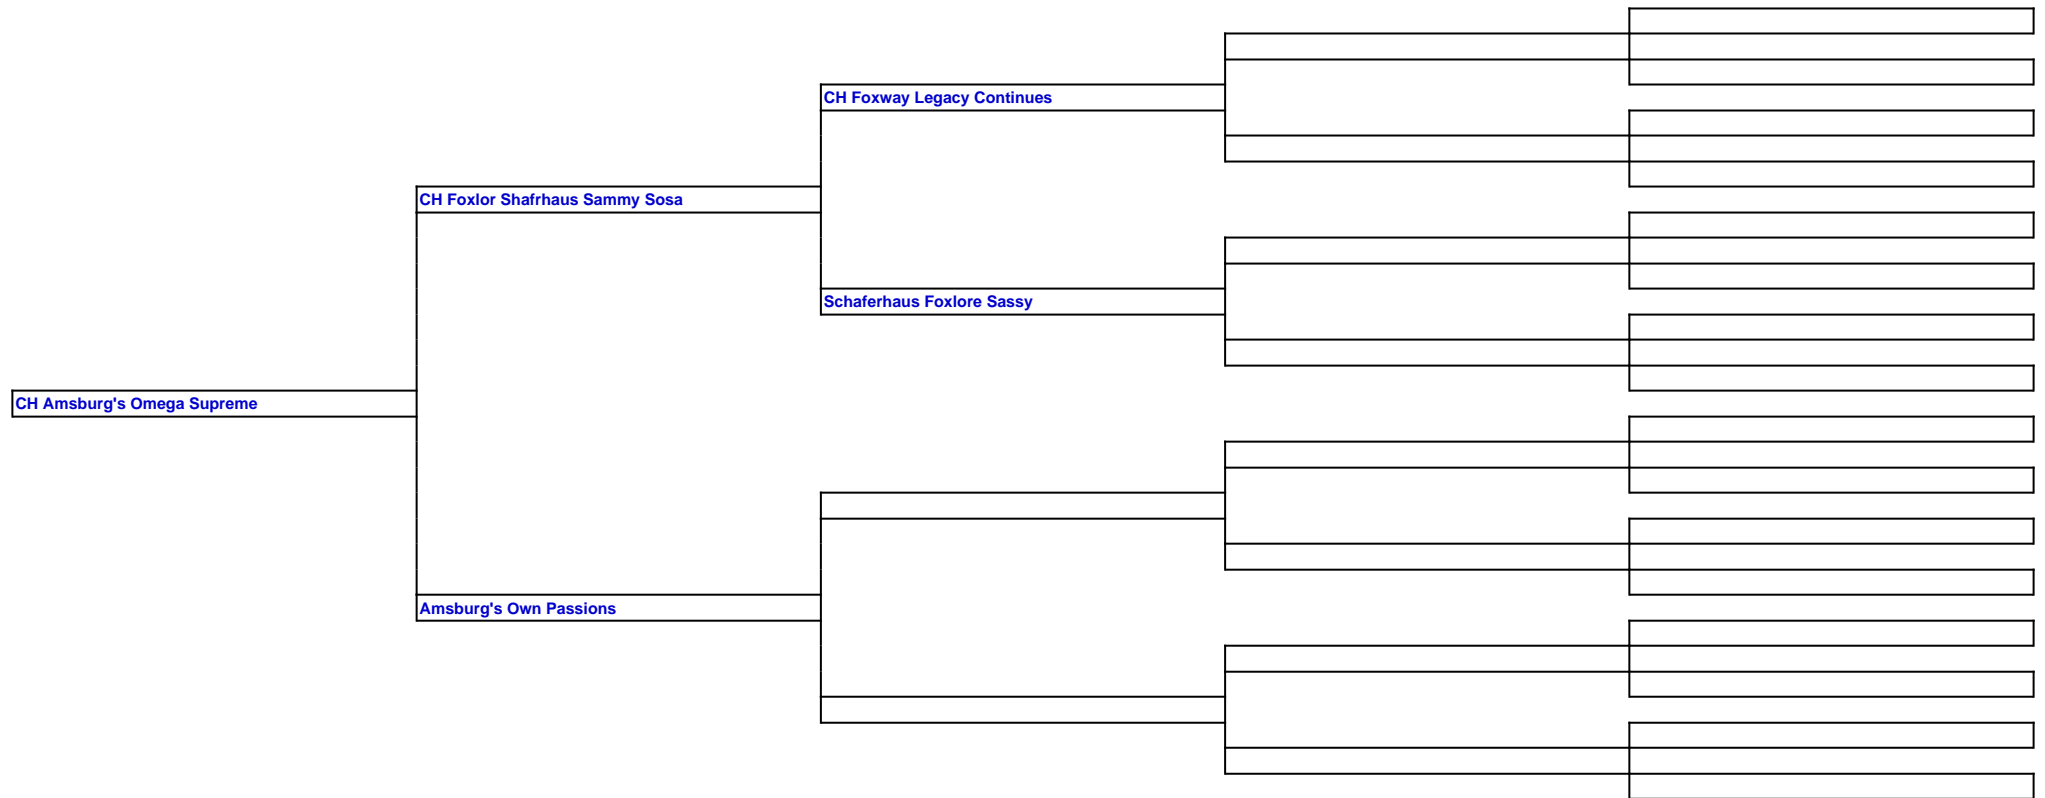 CH Foxway Legacy Continues
CH Foxlor Shafrhaus Sammy Sosa
Schaferhaus Foxlore Sassy
CH Amsburg's Omega Supreme
Amsburg's Own Passions